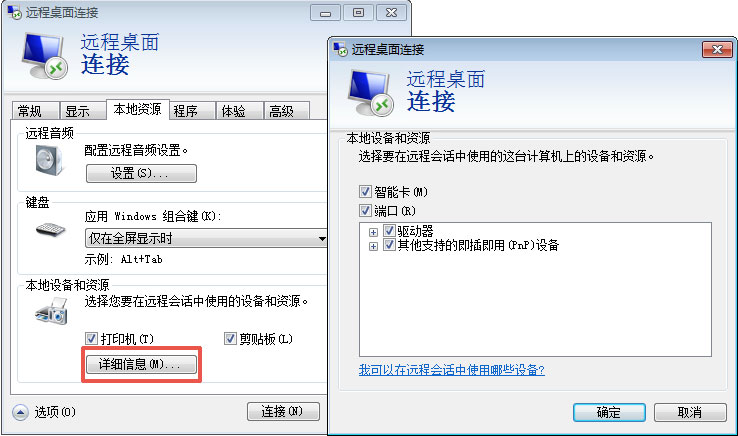 远程桌面连接
远程桌面
连接
常规 显示 本地资源 程序 体验 高级
远程音频
配置远程音频设置。
设置(S)...
键盘
应用 Windows 组合键(K):
仅在全屏显示时
示例: Alt+Tab
本地设备和资源
选择您要在远程会话中使用的设备和资源。
打印机(T) 剪贴板(L)
详细信息(M)...
选项(O) 连接(N)
远程桌面连接
远程桌面
连接
本地设备和资源
选择要在远程会话中使用的这台计算机上的设备和资源。
智能卡(M)
端口(R)
驱动器
其他支持的即插即用(PnP)设备
我可以在远程会话中使用哪些设备?
确定 取消